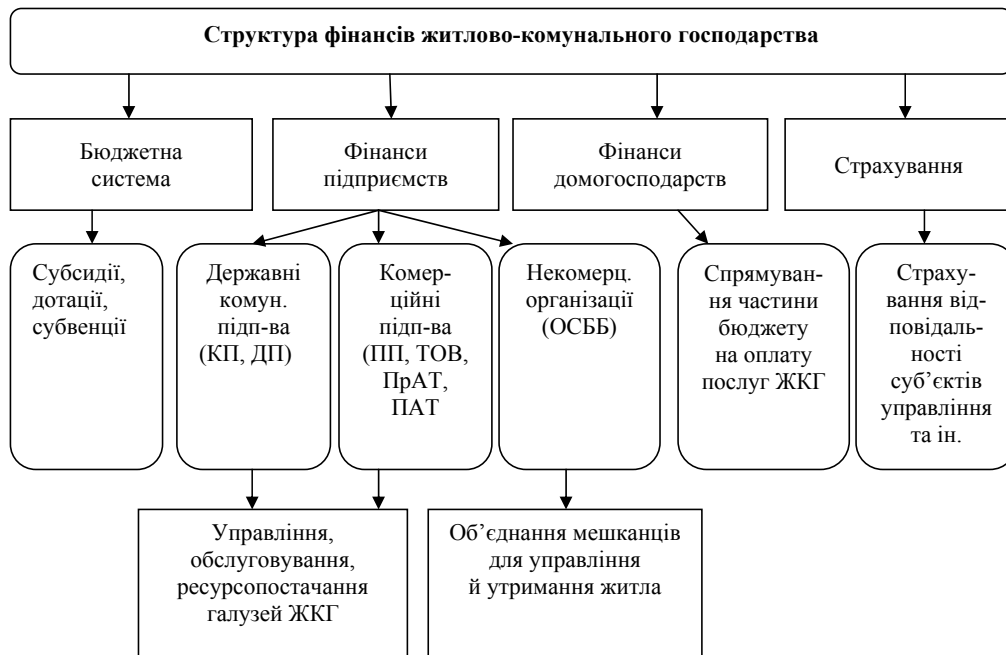 Структура фінансів житлово-комунального господарства
Бюджетна
система
Фінанси
підприємств
Фінанси
домогосподарств
Страхування
Субсидії,
дотації,
субвенції
Державні
комун.
підп-ва
(КП, ДП)
Комер-
ційні
підп-ва
(ПП, ТОВ,
ПрАТ,
ПАТ
Некомерц.
організації
(ОСББ)
Спрямуван-
ня частини
бюджету
на оплату
послуг ЖКГ
Страху-
вання від-
повідаль-
ності
суб’єктів
управління
та ін.
Управління,
обслуговування,
ресурсопостачання
галузей ЖКГ
Об’єднання мешканців
для управління
й утримання житла